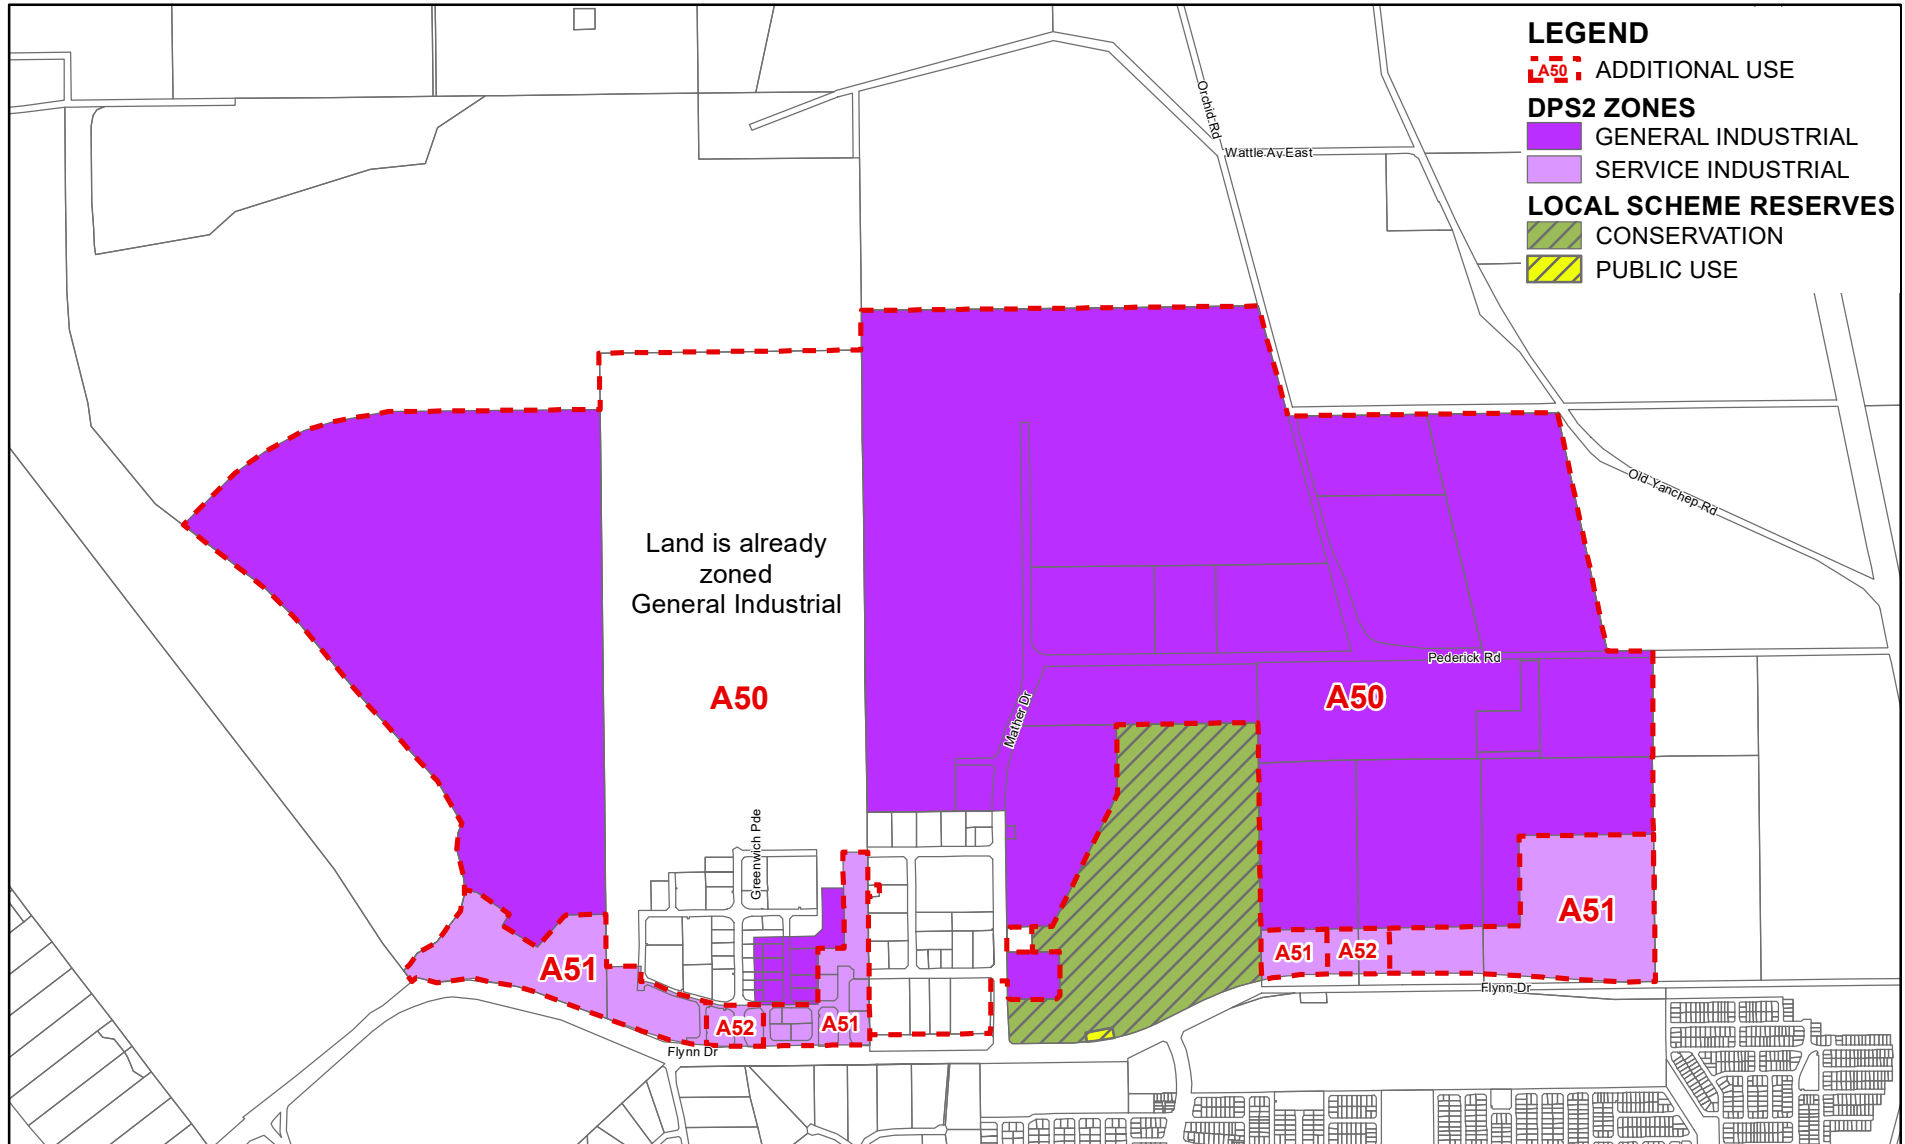 LEGEND
A50 ADDITIONAL USE
DPS2 ZONES
GENERAL INDUSTRIAL
SERVICE INDUSTRIAL
LOCAL SCHEME RESERVES
CONSERVATION
PUBLIC USE
Orchid Rd
Wattle Av East
Old Yanchep Rd
Land is already
zoned
General Industrial
Pederick Rd
A50
A50
Mather Dr
Greenwich Pde
A51
A51
A51
A52
Flynn Dr
A52
A51
Flynn Dr